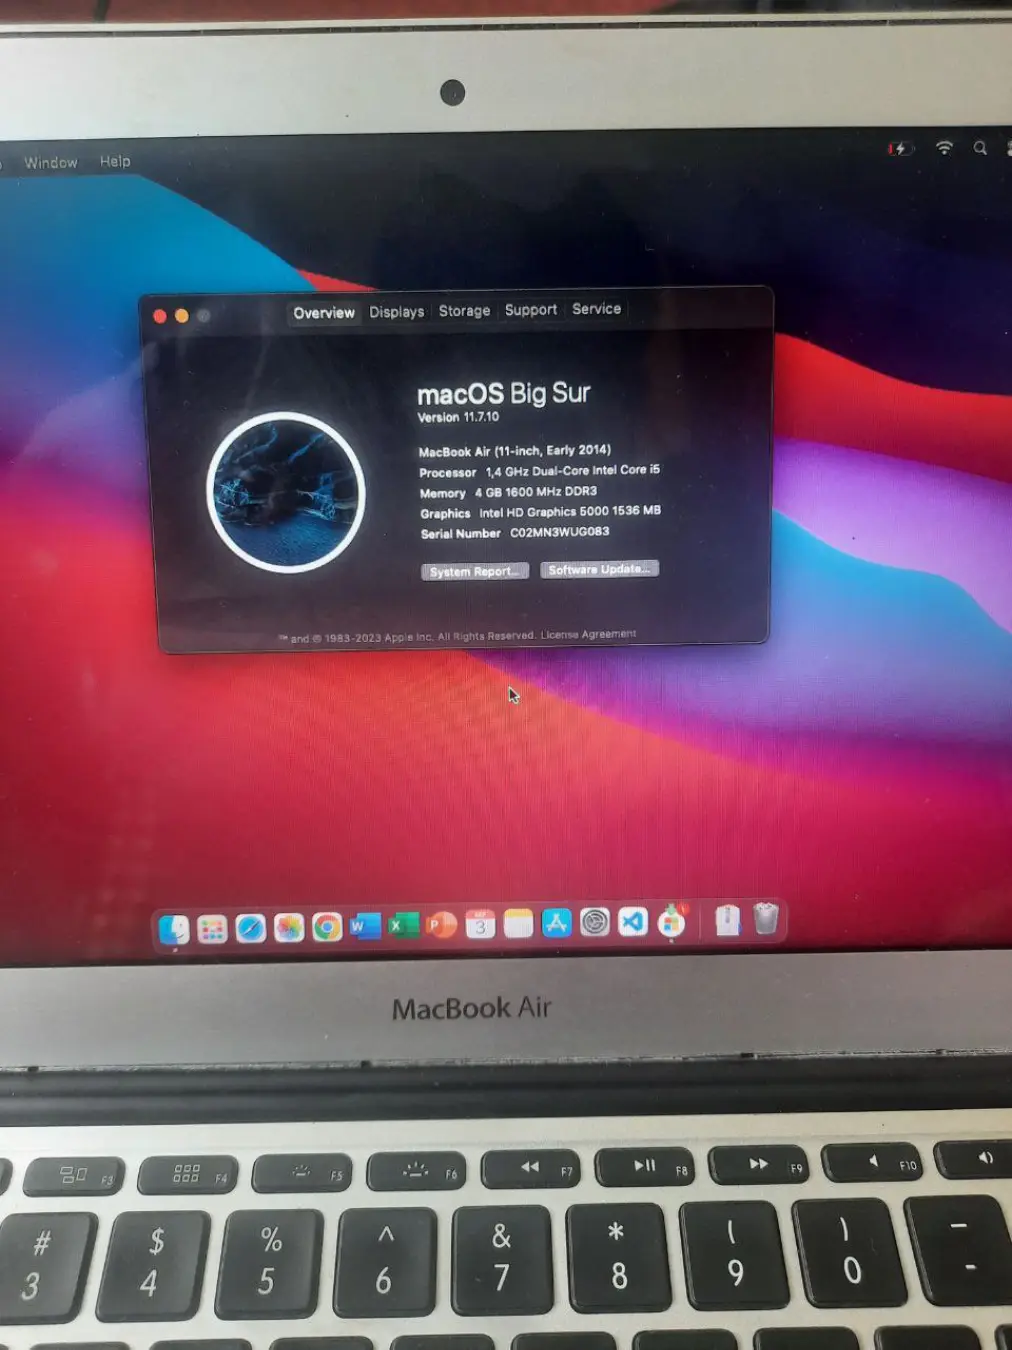 Window Help
Overview Displays Storage Support Service
macOS Big Sur
Version 11.7.10
MacBook Air (11-inch, Early 2014)
Processor 1,4 GHz Dual-Core Intel Core i5
Memory 4 GB 1600 MHz DDR3
Graphics Intel HD Graphics 5000 1536 MB
Serial Number C02MN3WUG083
System Report... Software Update...
™ and © 1983-2023 Apple Inc. All Rights Reserved. License Agreement
W X P SEP 3
MacBook Air
F3 F4 F5 F6 F7 F8 F9 F10
# $ % ^ & * ( ) –
3 4 5 6 7 8 9 0 -